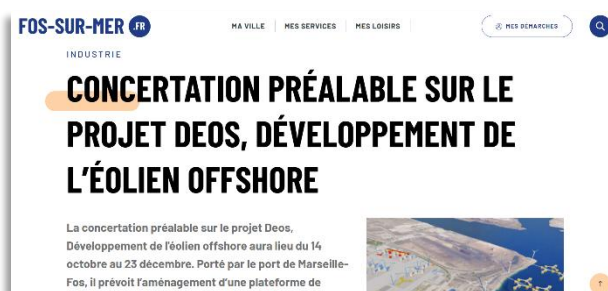 FOS-SUR-MER .FR
MA VILLE MES SERVICES MES LOISIRS
MES DEMARCHES
INDUSTRIE
CONCERTATION PRÉALABLE SUR LE
PROJET DEOS, DÉVELOPPEMENT DE
L'ÉOLIEN OFFSHORE
La concertation préalable sur le projet Deos,
Développement de l'éolien offshore aura lieu du 14
octobre au 23 décembre. Porté par le port de Marseille-
Fos, il prévoit l'aménagement d'une plateforme de